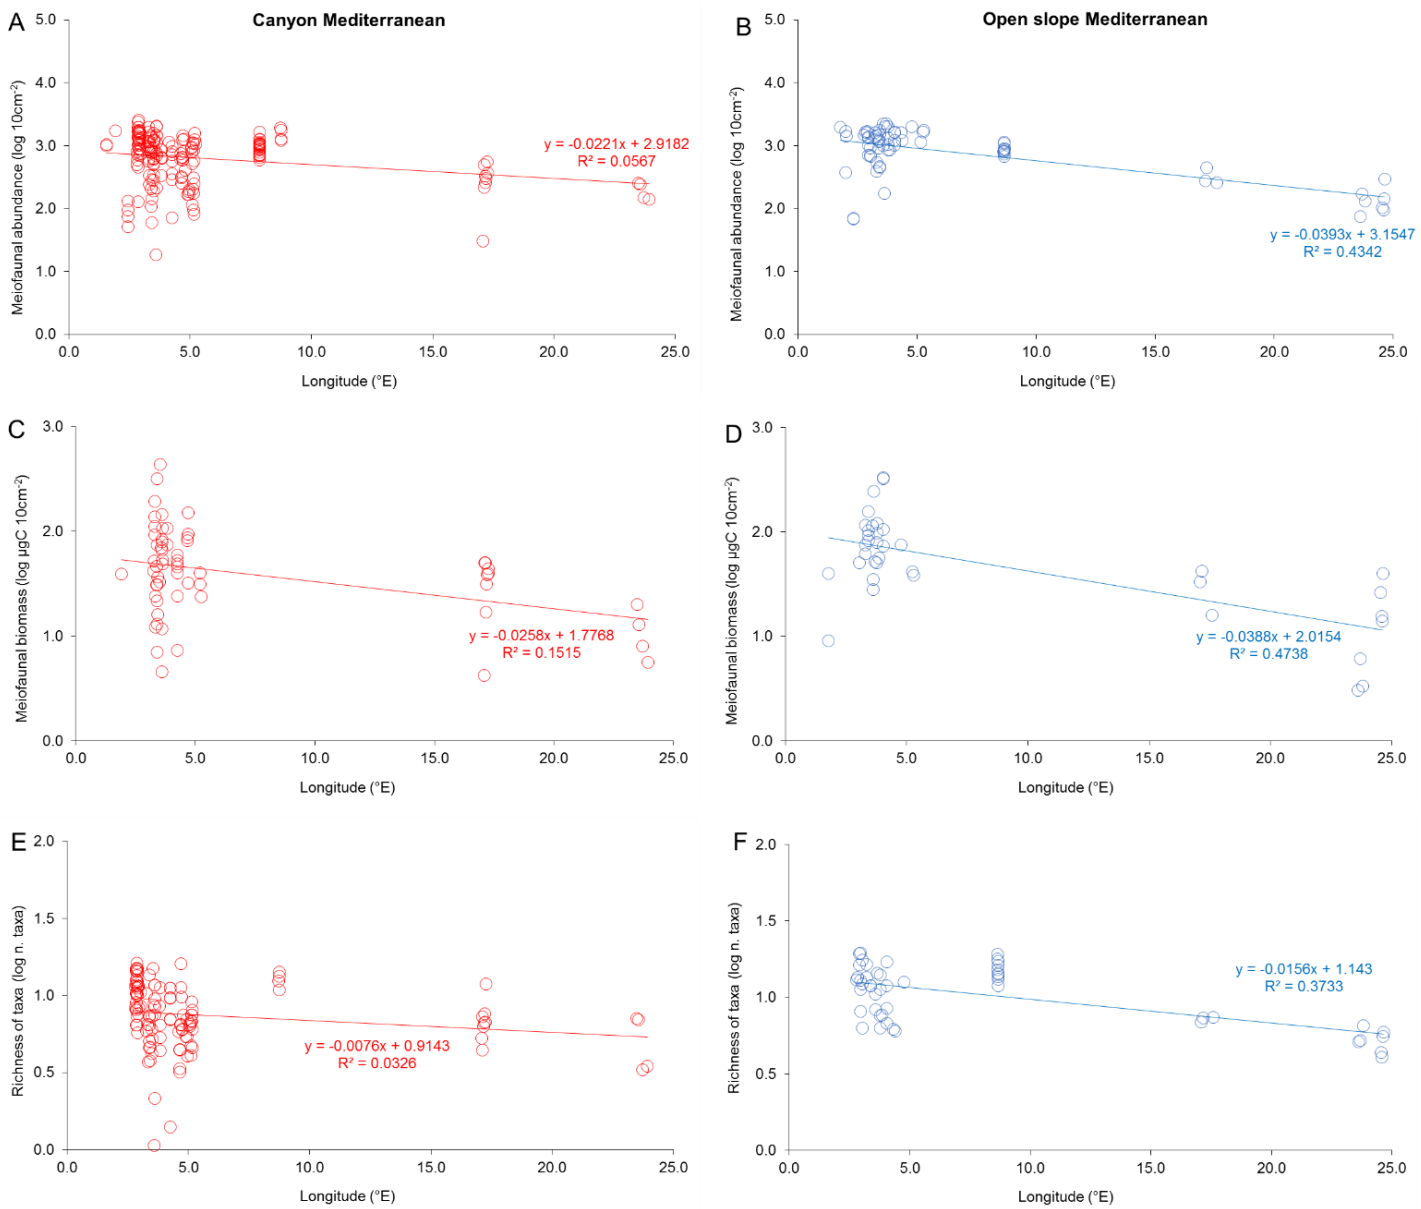 A
Canyon Mediterranean
5.0
4.0
3.0
2.0
1.0
0.0
Meiofaunal abundance (log 10cm⁻²)
y = -0.0221x + 2.9182
R² = 0.0567
0.0 5.0 10.0 15.0 20.0 25.0
Longitude (°E)
B
Open slope Mediterranean
5.0
4.0
3.0
2.0
1.0
0.0
Meiofaunal abundance (log 10cm⁻²)
y = -0.0393x + 3.1547
R² = 0.4342
0.0 5.0 10.0 15.0 20.0 25.0
Longitude (°E)
C
3.0
2.0
1.0
0.0
Meiofaunal biomass (log µgC 10cm⁻²)
y = -0.0258x + 1.7768
R² = 0.1515
0.0 5.0 10.0 15.0 20.0 25.0
Longitude (°E)
D
3.0
2.0
1.0
0.0
Meiofaunal biomass (log µgC 10cm⁻²)
y = -0.0388x + 2.0154
R² = 0.4738
0.0 5.0 10.0 15.0 20.0 25.0
Longitude (°E)
E
2.0
1.5
1.0
0.5
0.0
Richness of taxa (log n. taxa)
y = -0.0076x + 0.9143
R² = 0.0326
0.0 5.0 10.0 15.0 20.0 25.0
Longitude (°E)
F
2.0
1.5
1.0
0.5
0.0
Richness of taxa (log n. taxa)
y = -0.0156x + 1.143
R² = 0.3733
0.0 5.0 10.0 15.0 20.0 25.0
Longitude (°E)